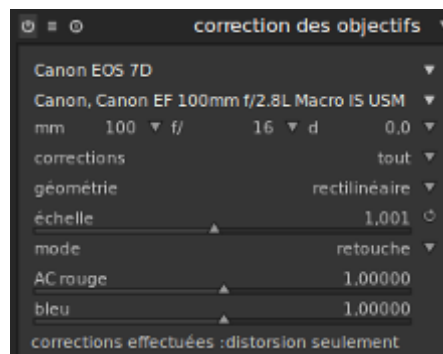 correction des objectifs
Canon EOS 7D
Canon, Canon EF 100mm f/2.8L Macro IS USM
mm 100 f/ 16 d 0,0
corrections tout
géométrie rectilinéaire
échelle 1,001
mode retouche
AC rouge 1,00000
bleu 1,00000
corrections effectuées :distorsion seulement